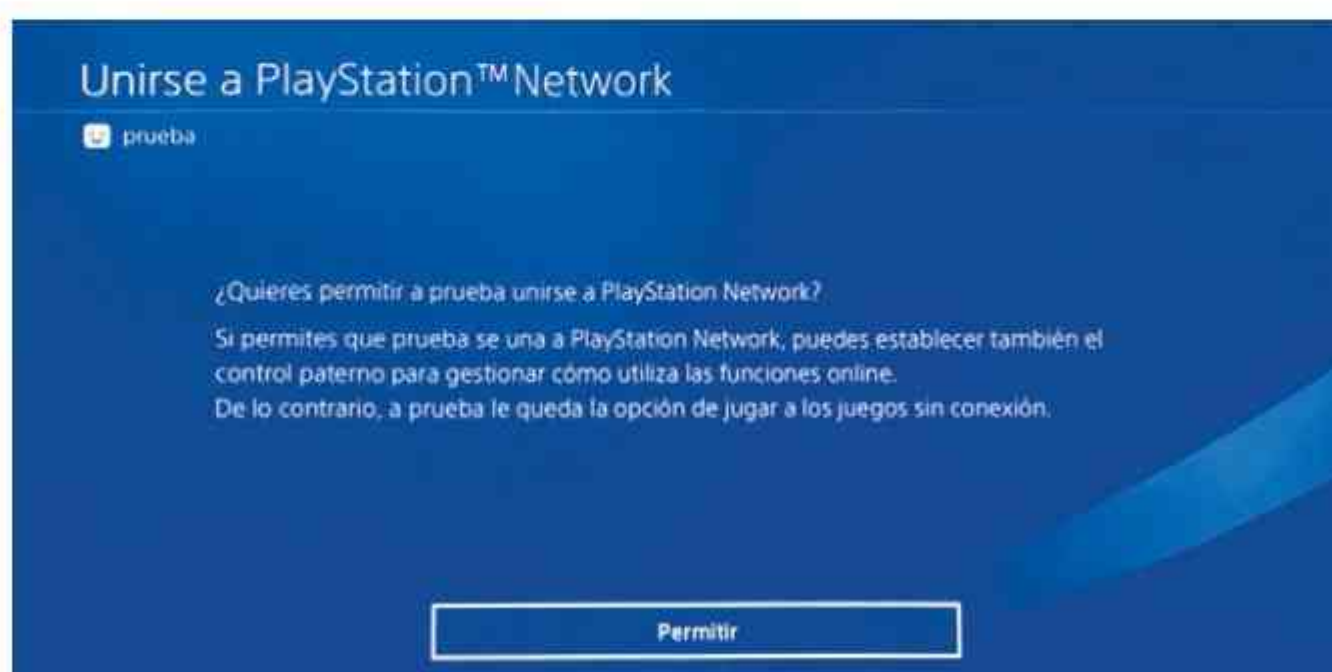 Unirse a PlayStation™Network
prueba
¿Quieres permitir a prueba unirse a PlayStation Network?
Si permites que prueba se una a PlayStation Network, puedes establecer también el
control paterno para gestionar cómo utiliza las funciones online.
De lo contrario, a prueba le queda la opción de jugar a los juegos sin conexión.
Permitir